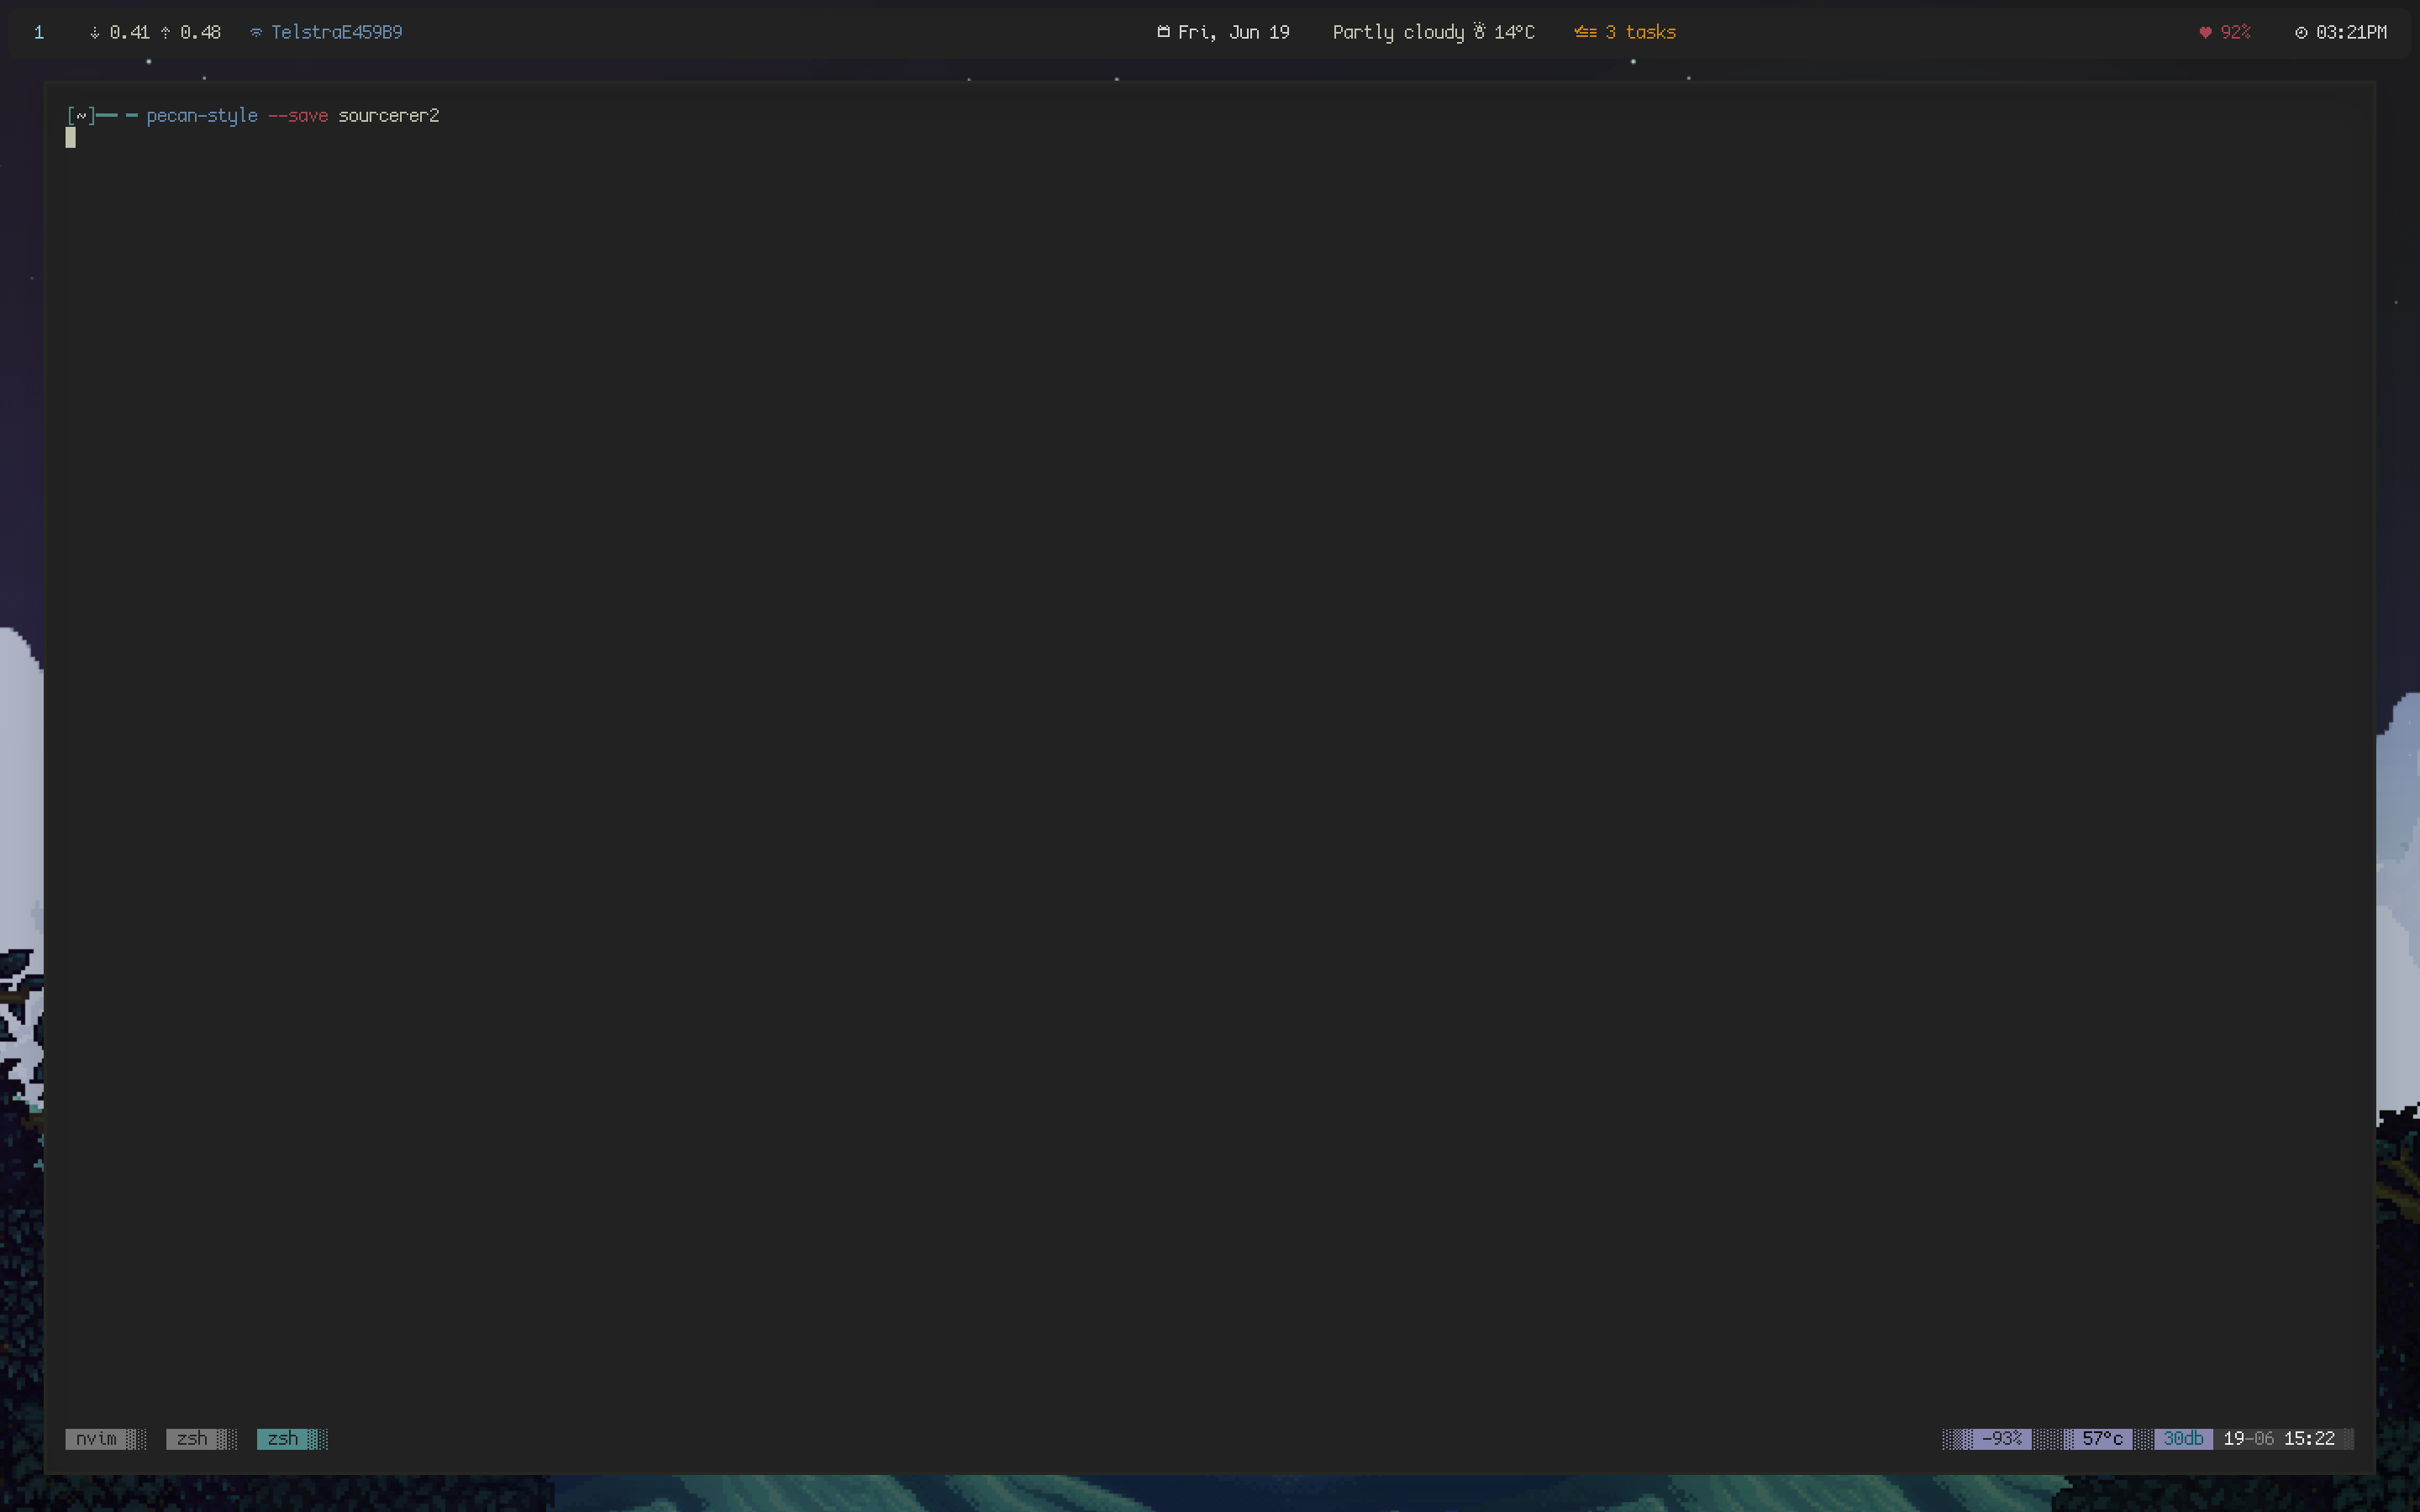 1 ↓ 0.41 ↑ 0.48 TelstraE459B9 Fri, Jun 19 Partly cloudy 14°C 3 tasks 92% 03:21PM
[~]── ─ pecan-style --save sourcerer2
nvim zsh zsh -93% 57°c 30db 19-06 15:22